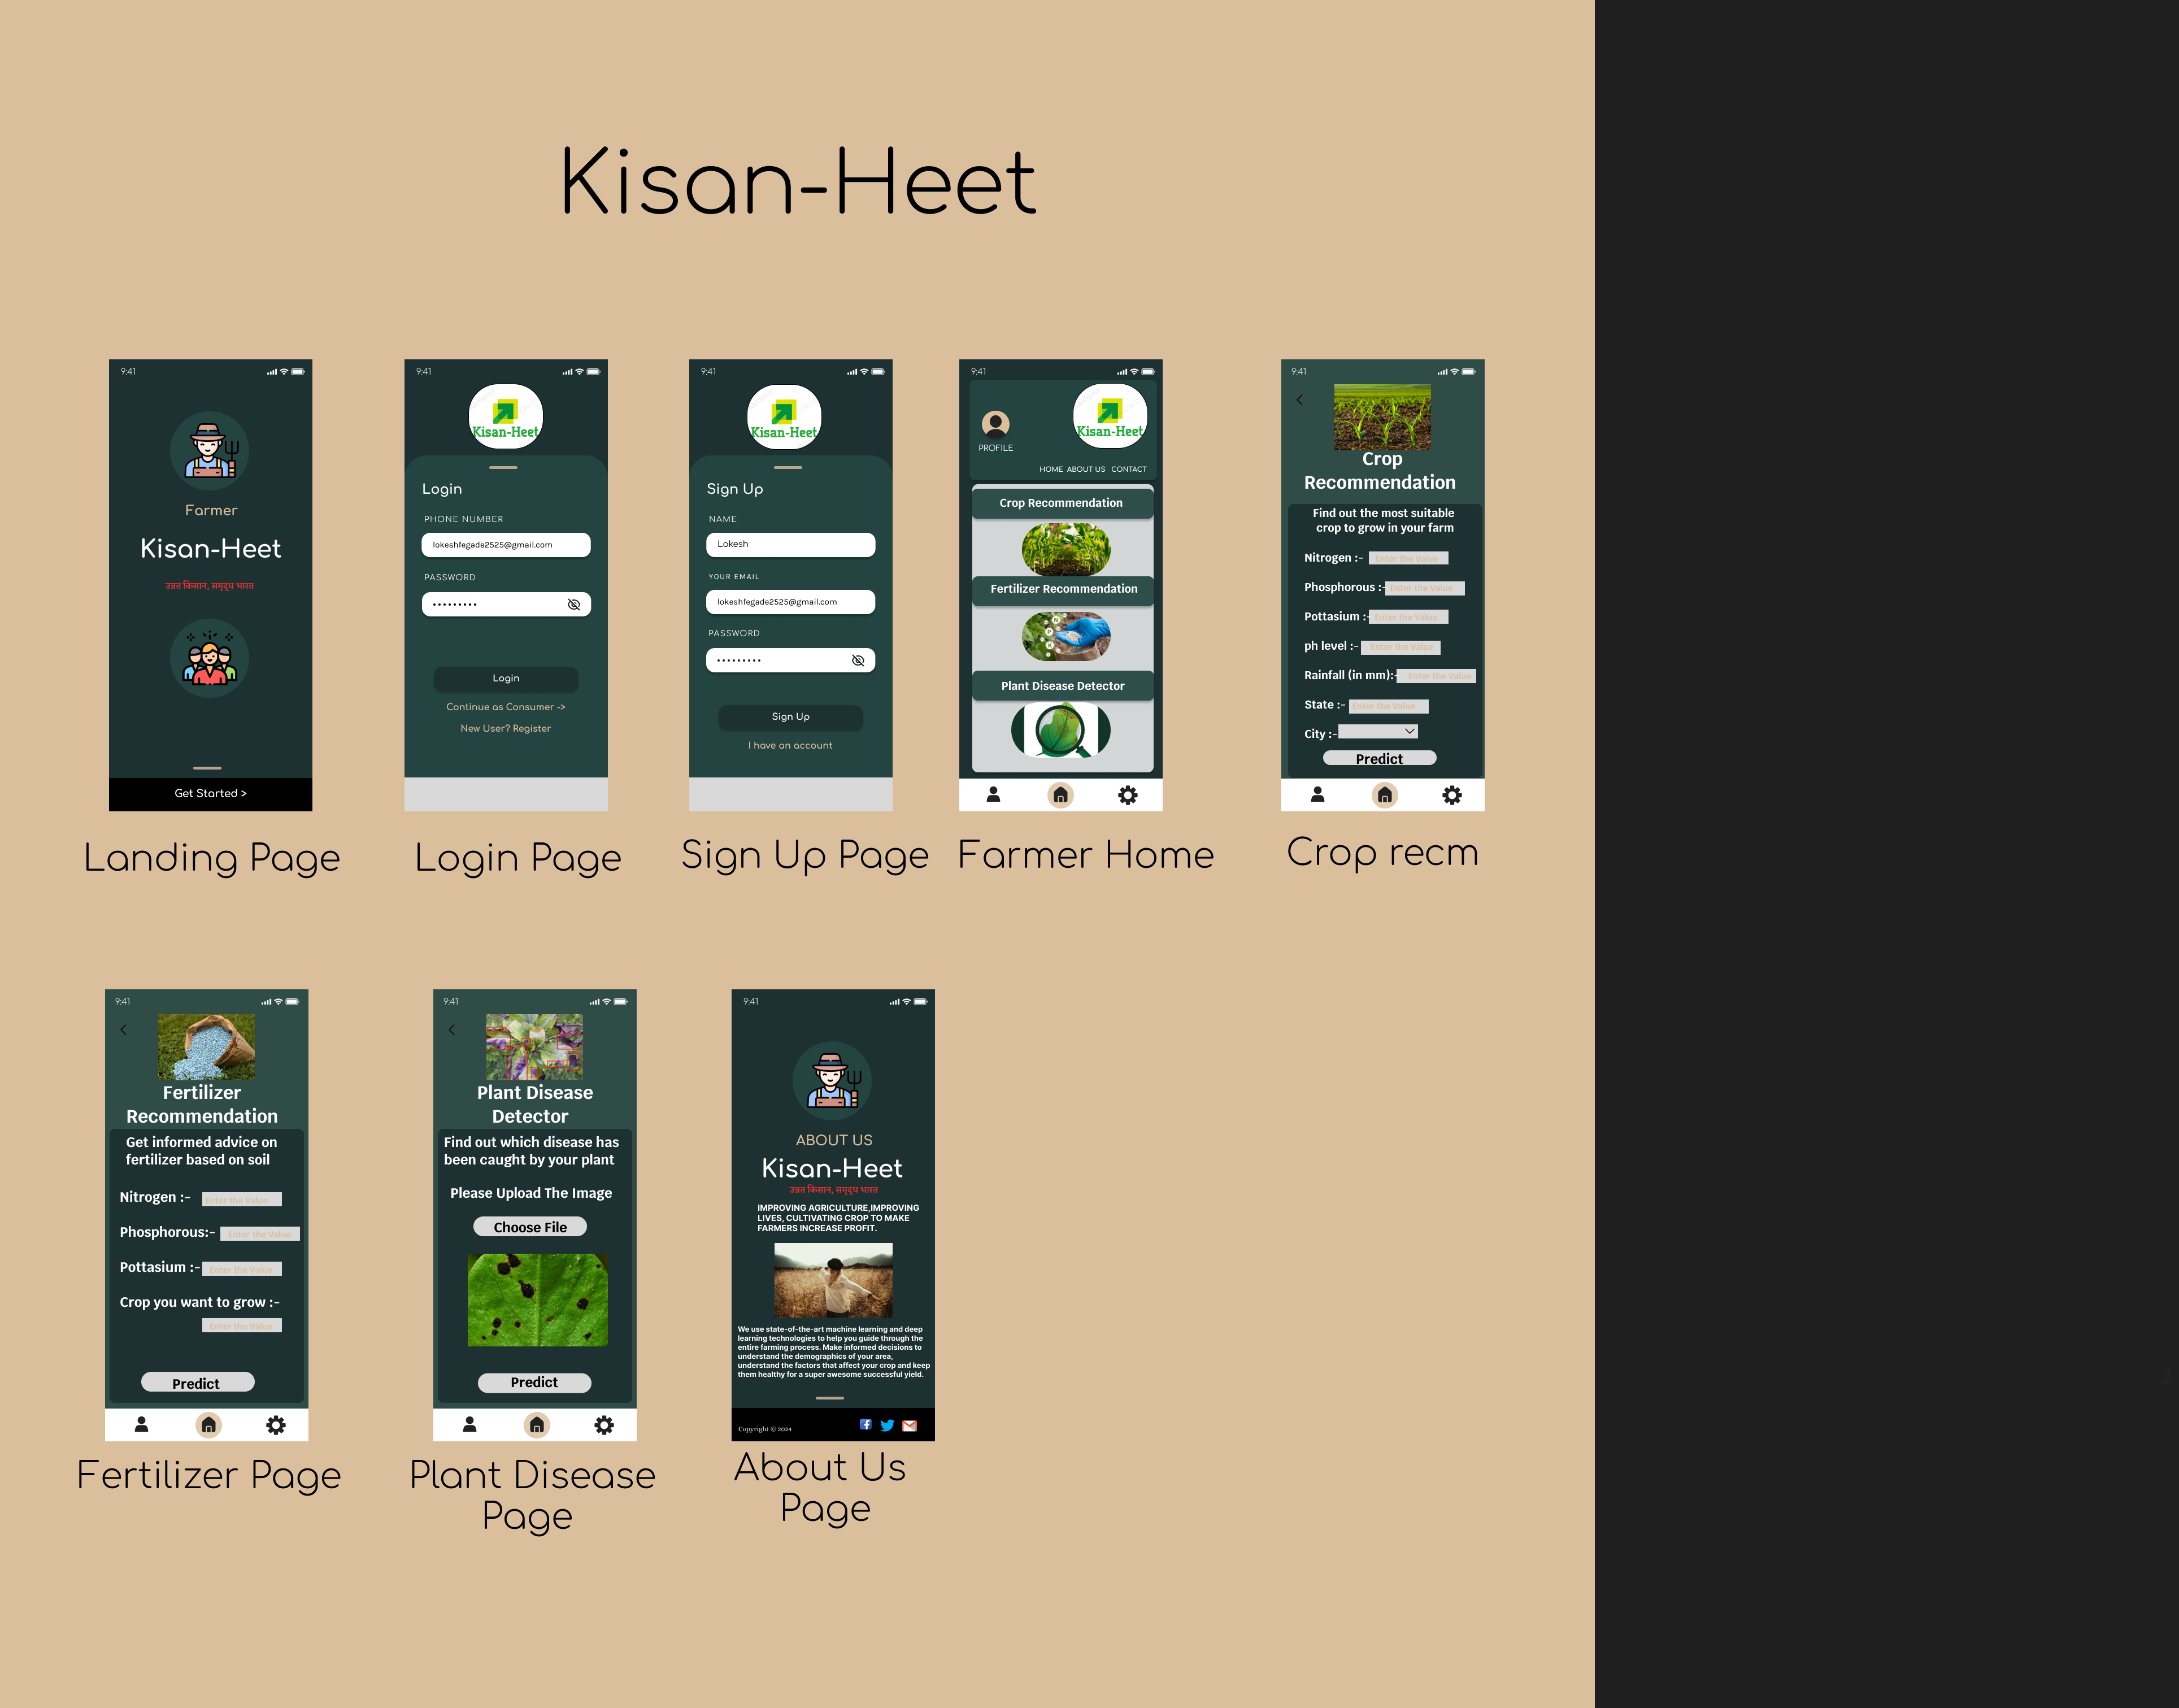 Kisan-Heet
9:41
Farmer
Kisan-Heet
उन्नत किसान, समृद्ध भारत
Get Started >
Landing Page
9:41
Kisan-Heet
Login
PHONE NUMBER
lokeshfegade2525@gmail.com
PASSWORD
Login
Continue as Consumer ->
New User? Register
Login Page
9:41
Kisan-Heet
Sign Up
NAME
Lokesh
YOUR EMAIL
lokeshfegade2525@gmail.com
PASSWORD
Sign Up
I have an account
Sign Up Page
9:41
PROFILE
Kisan-Heet
HOME ABOUT US CONTACT
Crop Recommendation
Fertilizer Recommendation
Plant Disease Detector
Farmer Home
9:41
Crop
Recommendation
Find out the most suitable
crop to grow in your farm
Nitrogen :- Enter the Value
Phosphorous :- Enter the Value
Pottasium :- Enter the Value
ph level :- Enter the Value
Rainfall (in mm):- Enter the Value
State :- Enter the Value
City :-
Predict
Crop recm
9:41
Fertilizer
Recommendation
Get informed advice on
fertilizer based on soil
Nitrogen :- Enter the Value
Phosphorous:- Enter the Value
Pottasium :- Enter the Value
Crop you want to grow :-
Enter the Value
Predict
Fertilizer Page
9:41
Plant Disease
Detector
Find out which disease has
been caught by your plant
Please Upload The Image
Choose File
Predict
Plant Disease
Page
9:41
ABOUT US
Kisan-Heet
उन्नत किसान, समृद्ध भारत
IMPROVING AGRICULTURE,IMPROVING
LIVES, CULTIVATING CROP TO MAKE
FARMERS INCREASE PROFIT.
We use state-of-the-art machine learning and deep
learning technologies to help you guide through the
entire farming process. Make informed decisions to
understand the demographics of your area,
understand the factors that affect your crop and keep
them healthy for a super awesome successful yield.
Copyright © 2024
About Us
Page